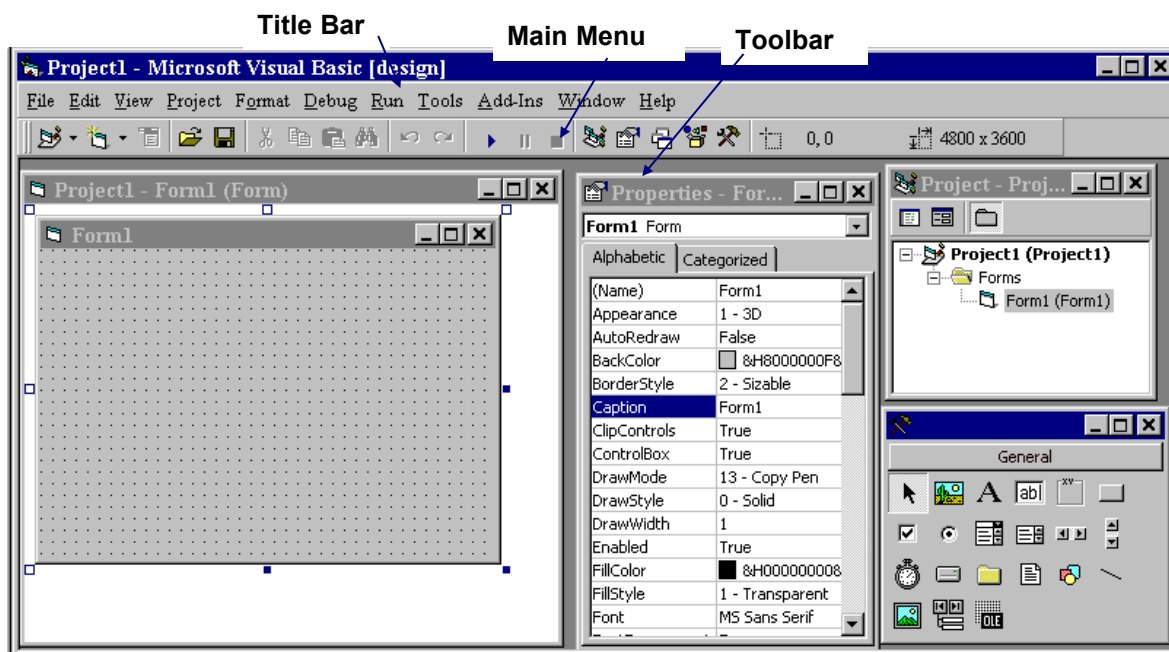 Title Bar
Main Menu
Toolbar
Project1 - Microsoft Visual Basic [design]
File Edit View Project Format Debug Run Tools Add-Ins Window Help
0, 0
4800 x 3600
Project1 - Form1 (Form)
Form1
Properties - For...
Form1 Form
Alphabetic
Categorized
(Name) Form1
Appearance 1 - 3D
AutoRedraw False
BackColor &H8000000F&
BorderStyle 2 - Sizable
Caption Form1
ClipControls True
ControlBox True
DrawMode 13 - Copy Pen
DrawStyle 0 - Solid
DrawWidth 1
Enabled True
FillColor &H000000008
FillStyle 1 - Transparent
Font MS Sans Serif
Project - Proj...
Project1 (Project1)
Forms
Form1 (Form1)
General
A
ab|
xv
OLE